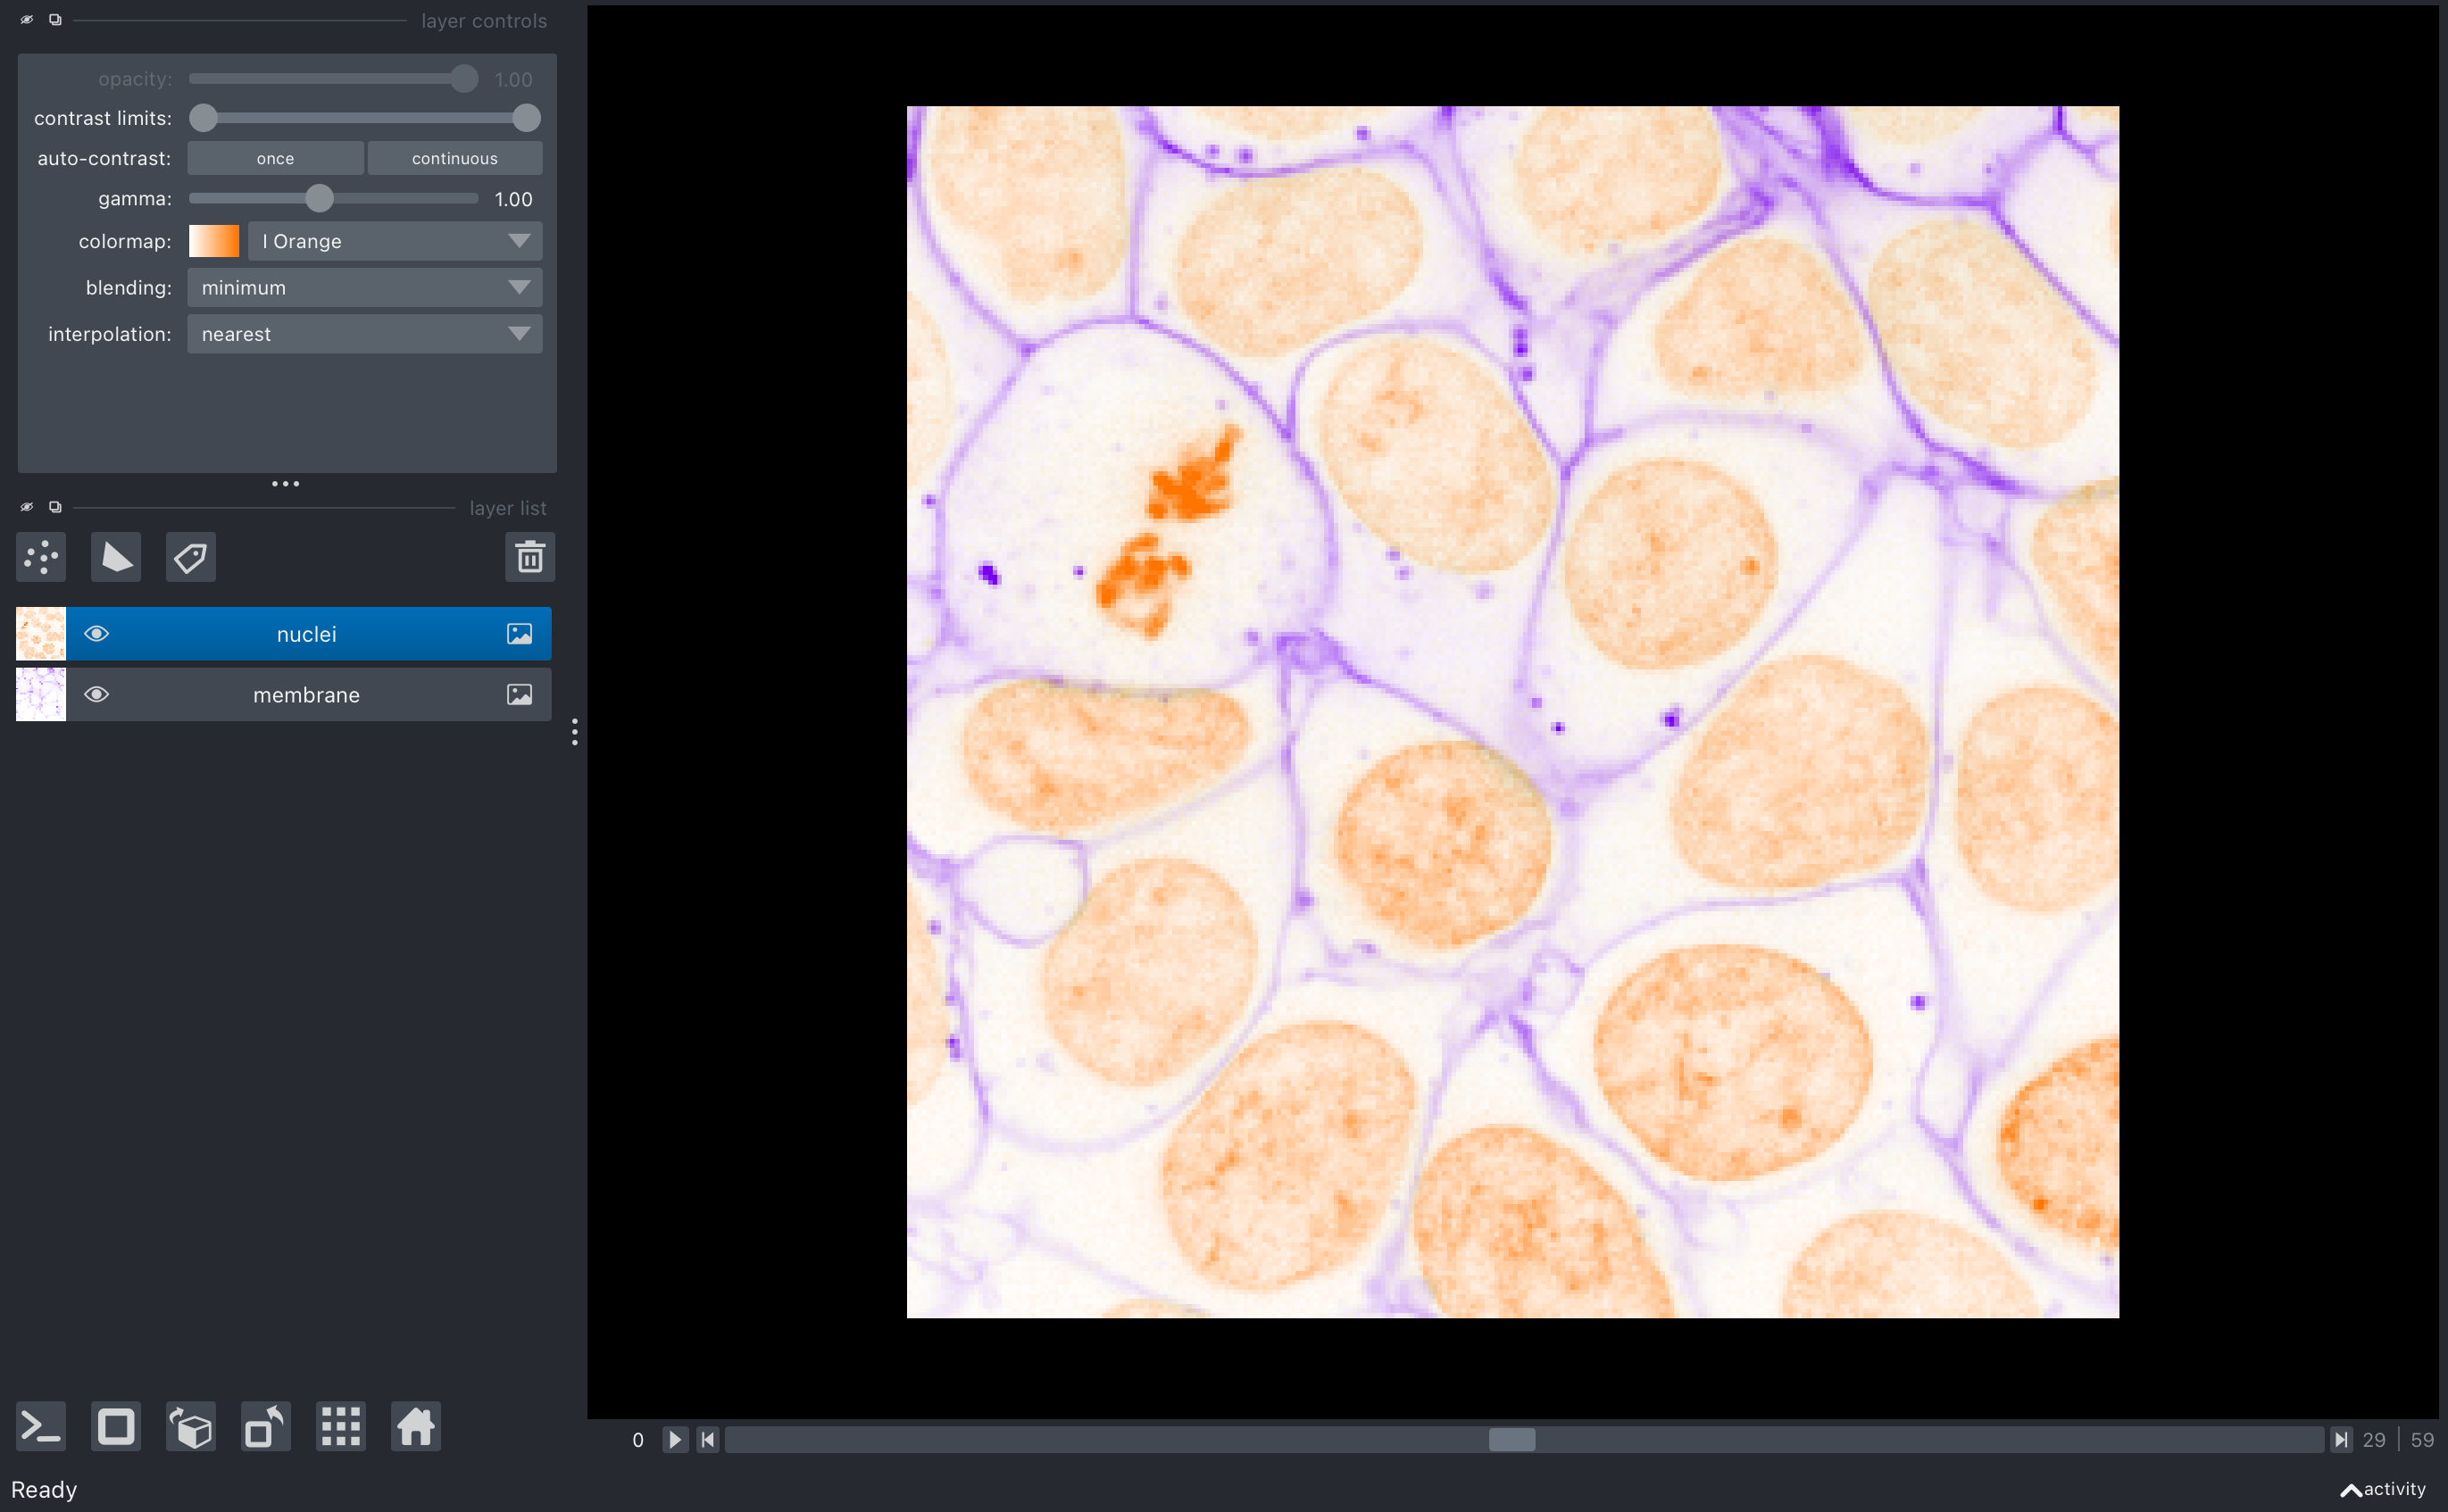 layer controls
opacity: 1.00
contrast limits:
auto-contrast: once continuous
gamma: 1.00
colormap: I Orange
blending: minimum
interpolation: nearest
layer list
nuclei
membrane
0 29 59
Ready activity